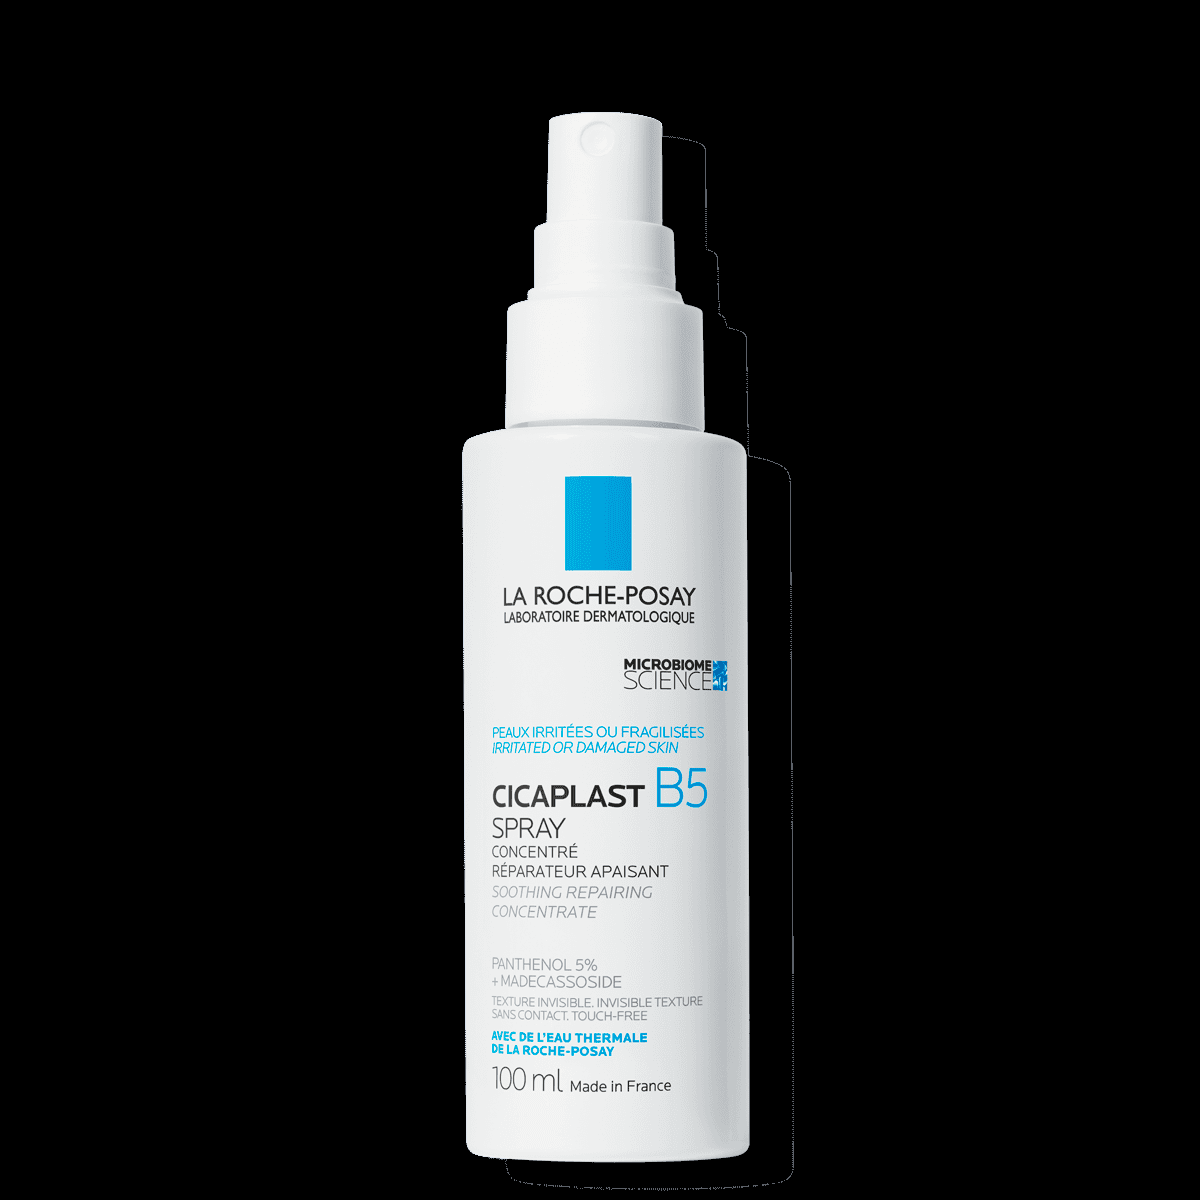 LA ROCHE-POSAY
LABORATOIRE DERMATOLOGIQUE
MICROBIOME
SCIENCE
PEAUX IRRITÉES OU FRAGILISÉES
IRRITATED OR DAMAGED SKIN
CICAPLAST B5
SPRAY
CONCENTRÉ
RÉPARATEUR APAISANT
SOOTHING REPAIRING
CONCENTRATE
PANTHENOL 5%
+ MADECASSOSIDE
TEXTURE INVISIBLE. INVISIBLE TEXTURE
SANS CONTACT. TOUCH-FREE
AVEC DE L'EAU THERMALE
DE LA ROCHE-POSAY
100 ml Made in France